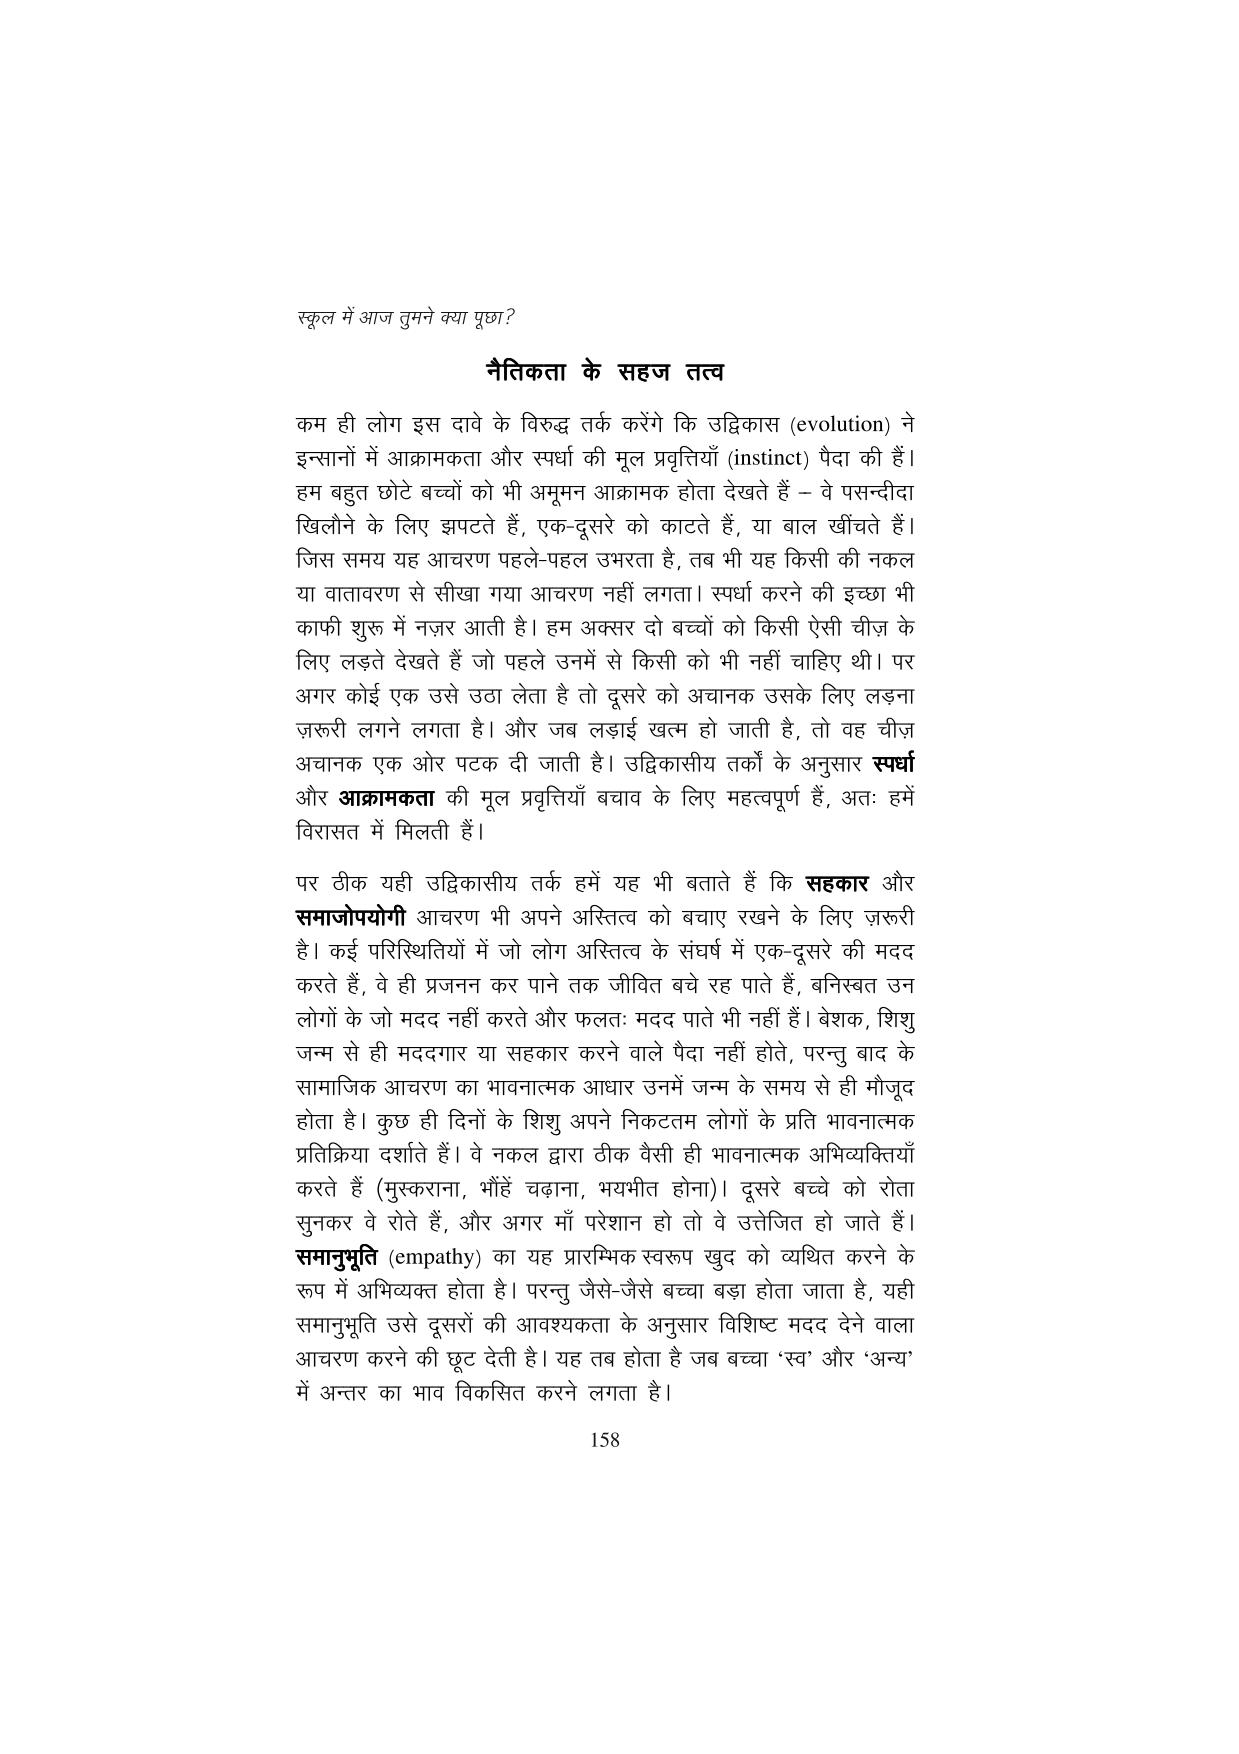 स्कूल में आज तुमने क्या पूछा?
नैतिकता के सहज तत्व
कम ही लोग इस दावे के विरुद्ध तर्क करेंगे कि उद्विकास (evolution) ने
इन्सानों में आक्रामकता और स्पर्धा की मूल प्रवृत्तियाँ (instinct) पैदा की हैं।
हम बहुत छोटे बच्चों को भी अमूमन आक्रामक होता देखते हैं – वे पसन्दीदा
खिलौने के लिए झपटते हैं, एक-दूसरे को काटते हैं, या बाल खींचते हैं।
जिस समय यह आचरण पहले-पहल उभरता है, तब भी यह किसी की नकल
या वातावरण से सीखा गया आचरण नहीं लगता। स्पर्धा करने की इच्छा भी
काफी शुरू में नज़र आती है। हम अक्सर दो बच्चों को किसी ऐसी चीज़ के
लिए लड़ते देखते हैं जो पहले उनमें से किसी को भी नहीं चाहिए थी। पर
अगर कोई एक उसे उठा लेता है तो दूसरे को अचानक उसके लिए लड़ना
ज़रूरी लगने लगता है। और जब लड़ाई खत्म हो जाती है, तो वह चीज़
अचानक एक ओर पटक दी जाती है। उद्विकासीय तर्कों के अनुसार स्पर्धा
और आक्रामकता की मूल प्रवृत्तियाँ बचाव के लिए महत्वपूर्ण हैं, अतः हमें
विरासत में मिलती हैं।
पर ठीक यही उद्विकासीय तर्क हमें यह भी बताते हैं कि सहकार और
समाजोपयोगी आचरण भी अपने अस्तित्व को बचाए रखने के लिए ज़रूरी
है। कई परिस्थितियों में जो लोग अस्तित्व के संघर्ष में एक-दूसरे की मदद
करते हैं, वे ही प्रजनन कर पाने तक जीवित बचे रह पाते हैं, बनिस्बत उन
लोगों के जो मदद नहीं करते और फलतः मदद पाते भी नहीं हैं। बेशक, शिशु
जन्म से ही मददगार या सहकार करने वाले पैदा नहीं होते, परन्तु बाद के
सामाजिक आचरण का भावनात्मक आधार उनमें जन्म के समय से ही मौजूद
होता है। कुछ ही दिनों के शिशु अपने निकटतम लोगों के प्रति भावनात्मक
प्रतिक्रिया दर्शाते हैं। वे नकल द्वारा ठीक वैसी ही भावनात्मक अभिव्यक्तियाँ
करते हैं (मुस्कराना, भौंहें चढ़ाना, भयभीत होना)। दूसरे बच्चे को रोता
सुनकर वे रोते हैं, और अगर माँ परेशान हो तो वे उत्तेजित हो जाते हैं।
समानुभूति (empathy) का यह प्रारम्भिक स्वरूप खुद को व्यथित करने के
रूप में अभिव्यक्त होता है। परन्तु जैसे-जैसे बच्चा बड़ा होता जाता है, यही
समानुभूति उसे दूसरों की आवश्यकता के अनुसार विशिष्ट मदद देने वाला
आचरण करने की छूट देती है। यह तब होता है जब बच्चा ‘स्व’ और ‘अन्य’
में अन्तर का भाव विकसित करने लगता है।
158